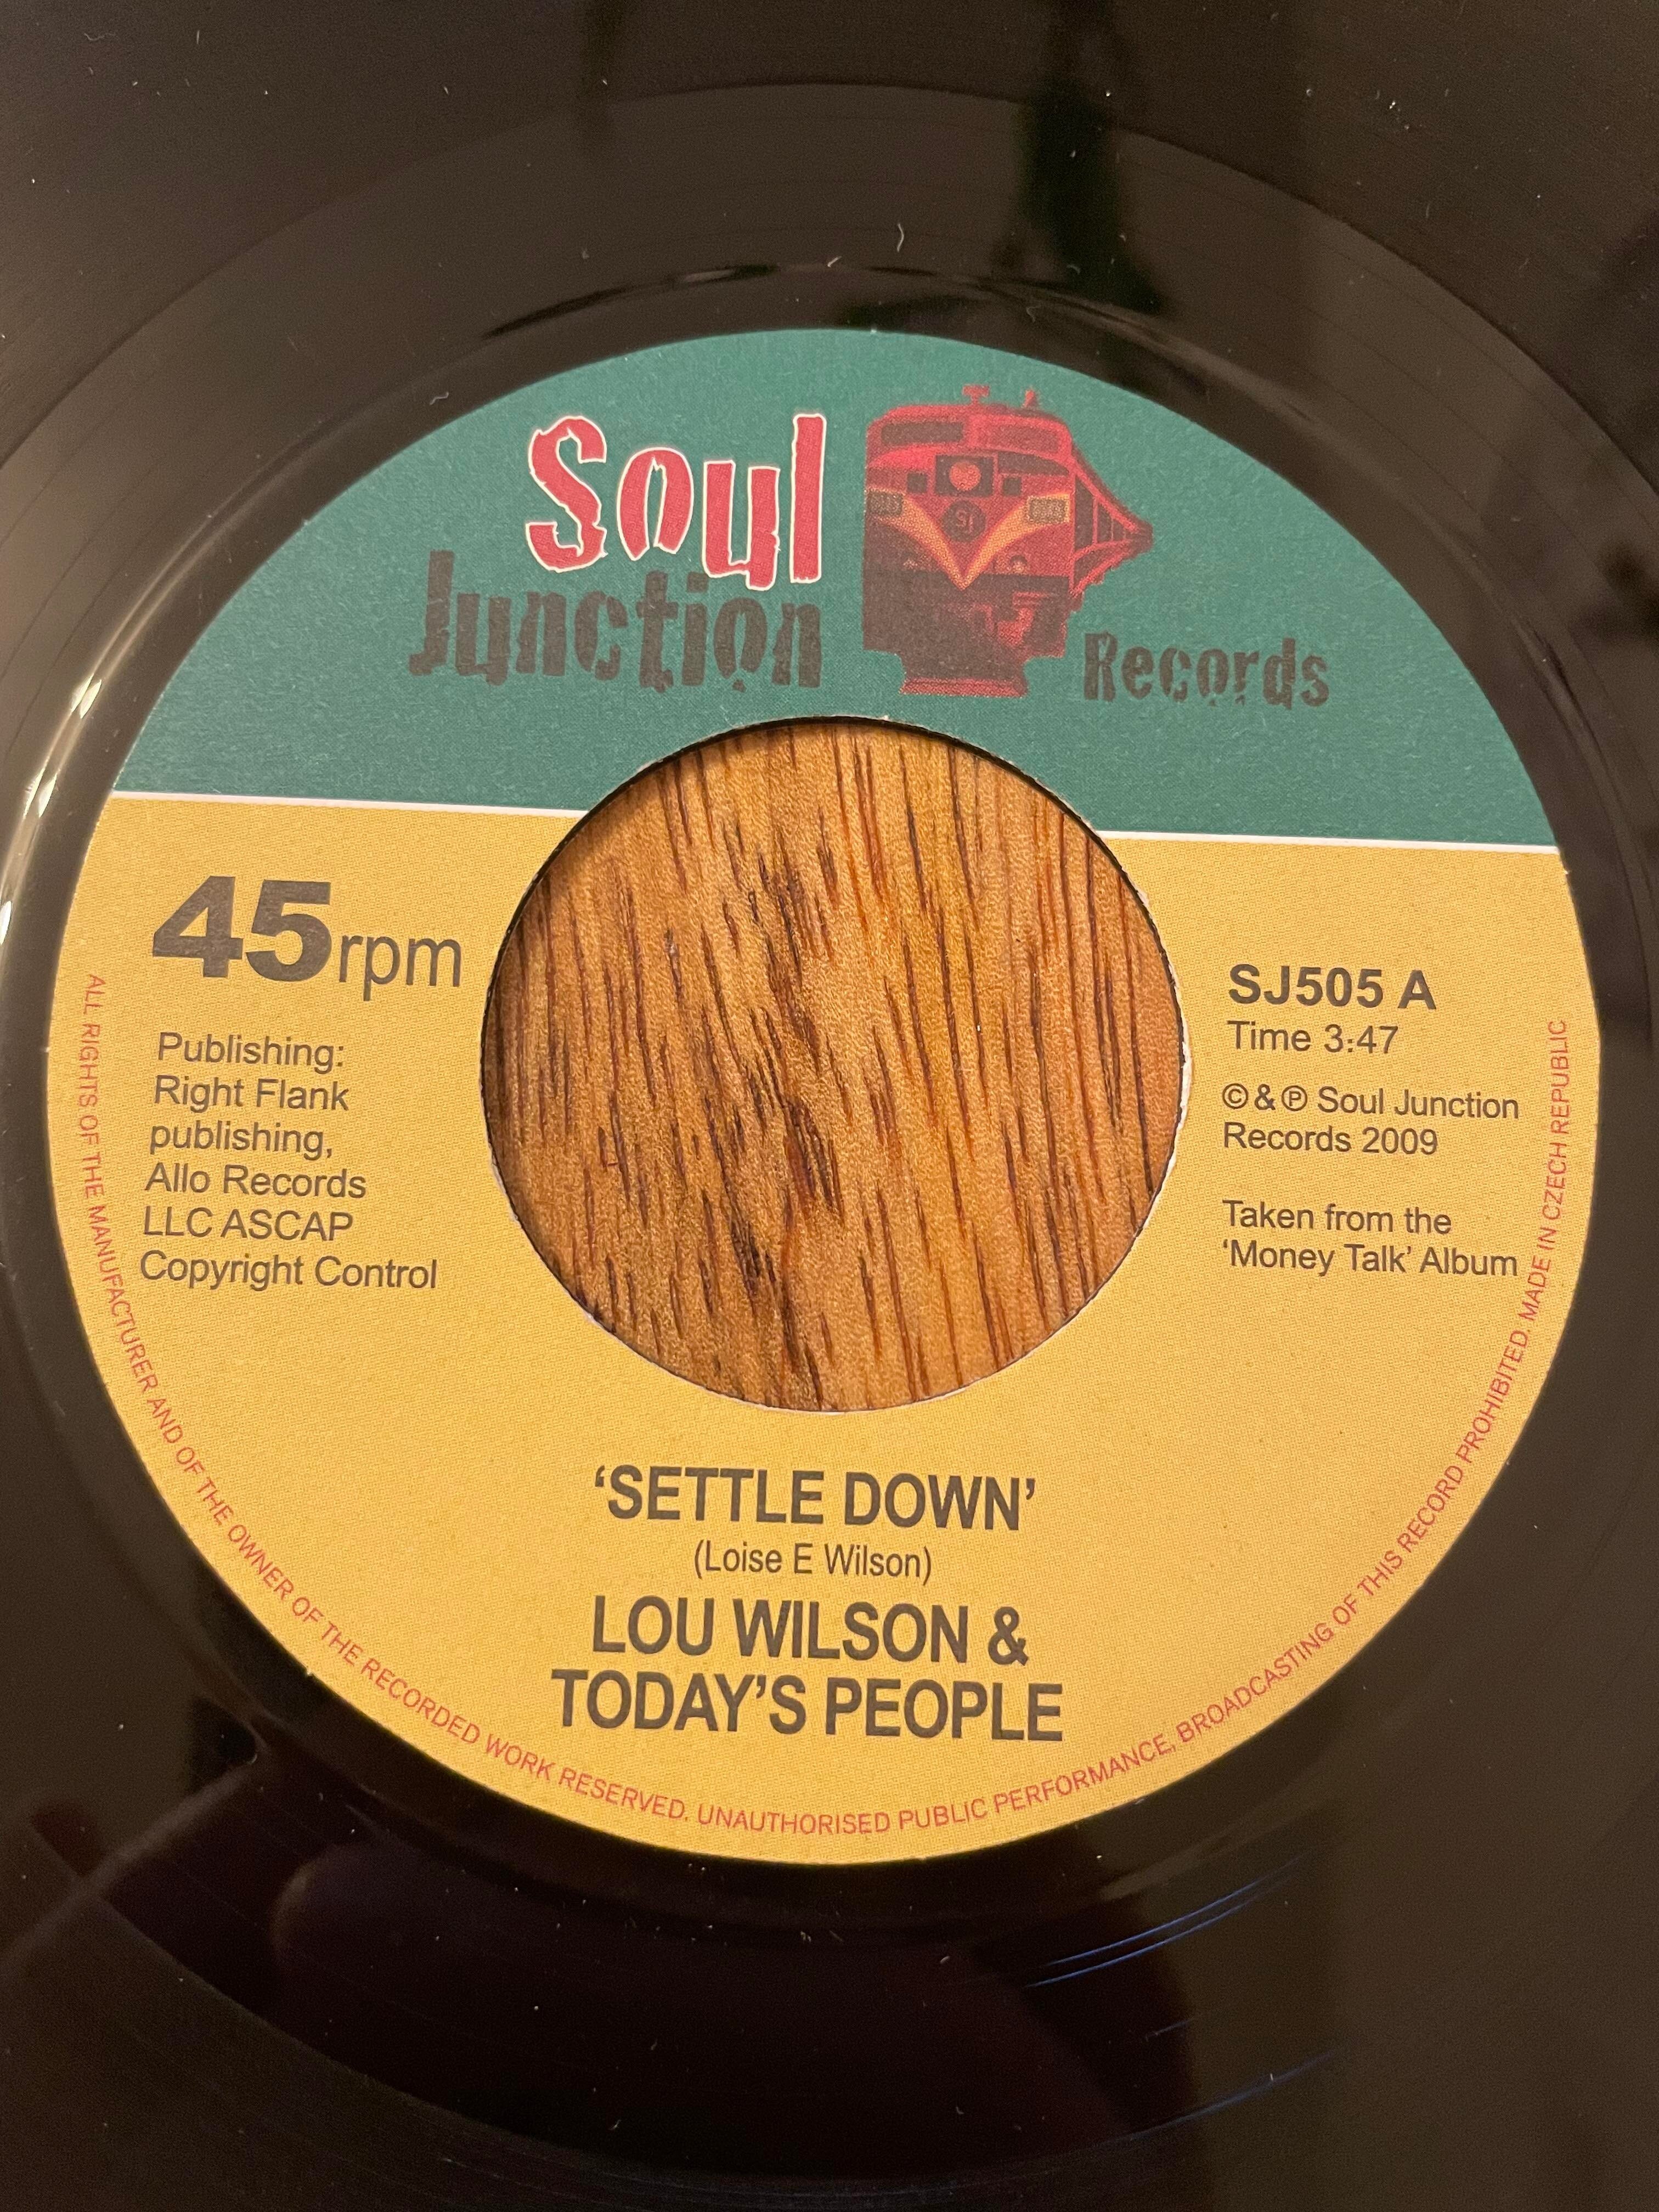 Soul
Junction
Records
SJ
45rpm
Publishing:
Right Flank
publishing,
Allo Records
LLC ASCAP
Copyright Control
SJ505 A
Time 3:47
© & ℗ Soul Junction
Records 2009
Taken from the
‘Money Talk’ Album
‘SETTLE DOWN’
(Loise E Wilson)
LOU WILSON &
TODAY’S PEOPLE
ALL RIGHTS OF THE MANUFACTURER AND OF THE OWNER OF THE RECORDED WORK RESERVED. UNAUTHORISED PUBLIC PERFORMANCE, BROADCASTING OF THIS RECORD PROHIBITED. MADE IN CZECH REPUBLIC